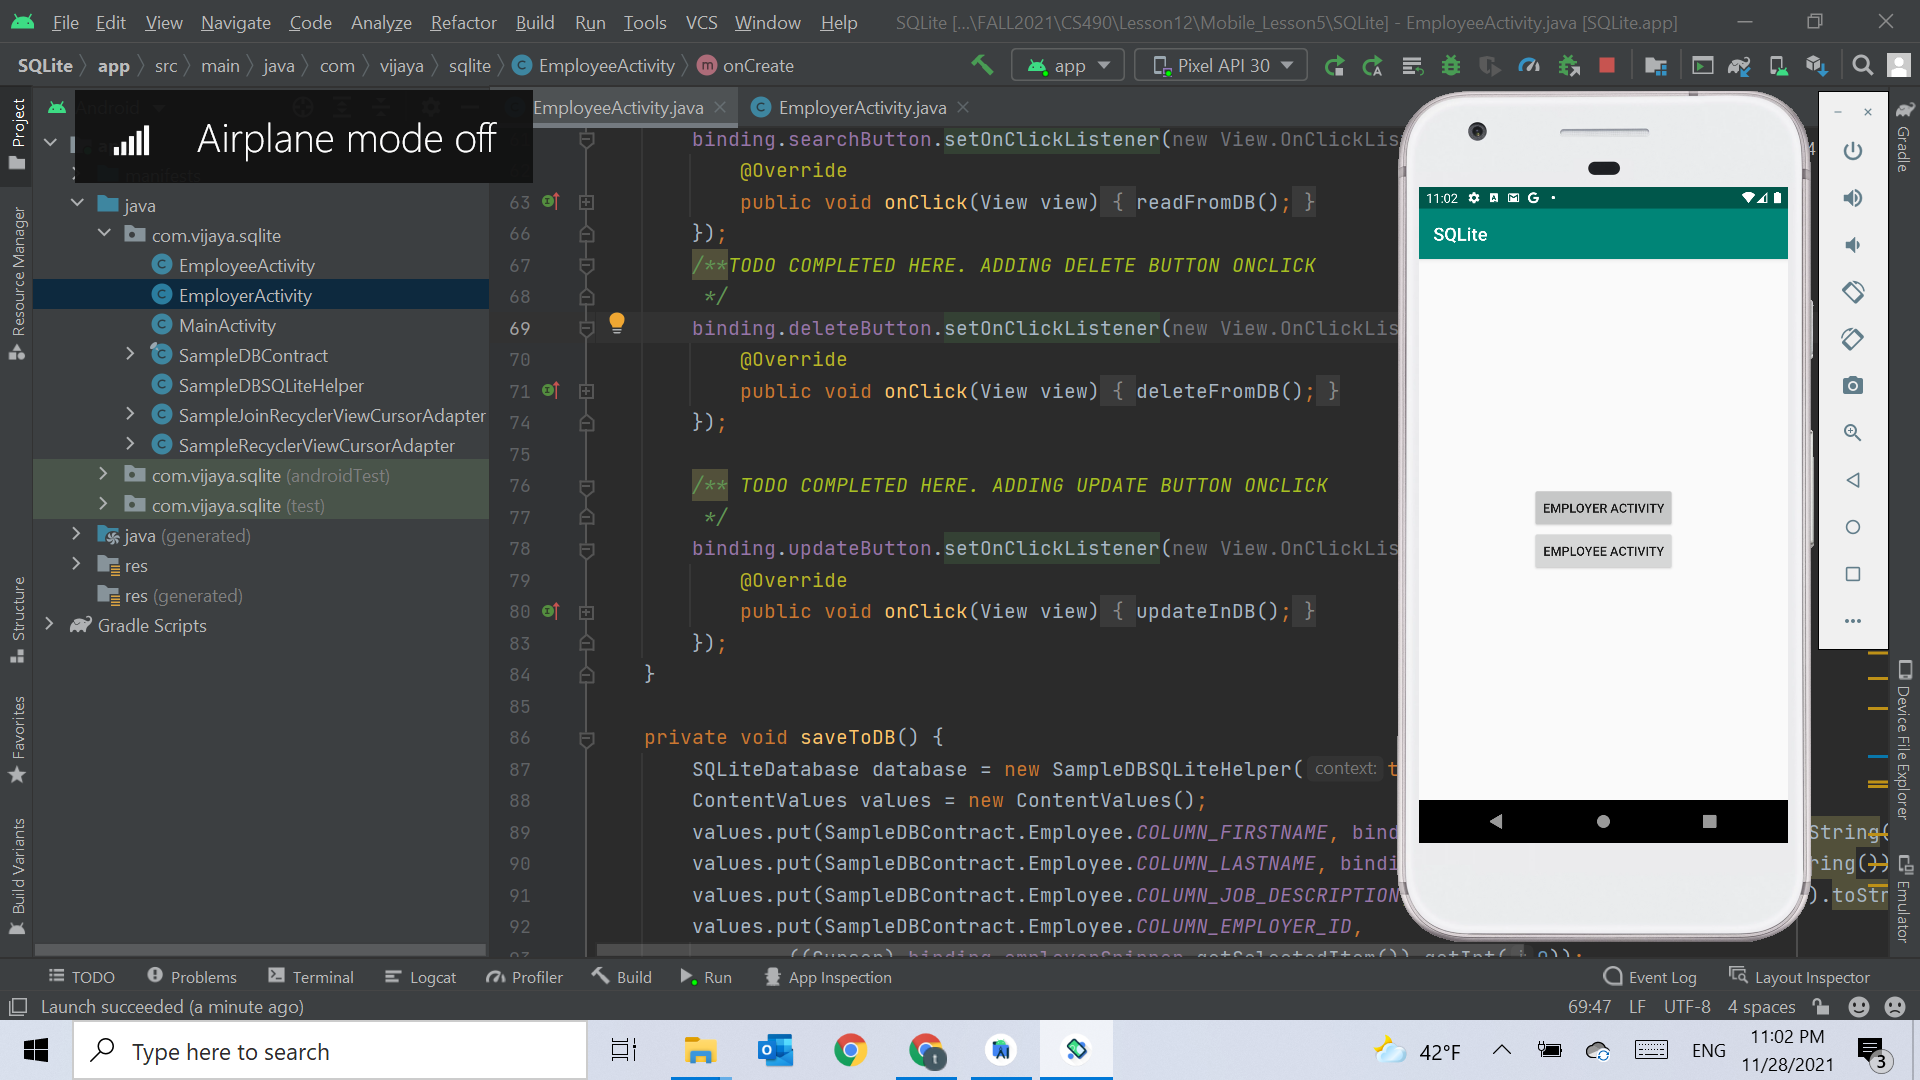 File Edit View Navigate Code Analyze Refactor Build Run Tools VCS Window Help SQLite [...\FALL2021\CS490\Lesson12\Mobile_Lesson5\SQLite] - EmployeeActivity.java [SQLite.app]
SQLite app src main java com vijaya sqlite EmployeeActivity onCreate app Pixel API 30
Airplane mode off
EmployeeActivity.java EmployerActivity.java
java
com.vijaya.sqlite
EmployeeActivity
EmployerActivity
MainActivity
SampleDBContract
SampleDBSQLiteHelper
SampleJoinRecyclerViewCursorAdapter
SampleRecyclerViewCursorAdapter
com.vijaya.sqlite (androidTest)
com.vijaya.sqlite (test)
java (generated)
res
res (generated)
Gradle Scripts
Project
Resource Manager
Structure
Favorites
Build Variants
binding.searchButton.setOnClickListener(new View.OnClickLis
@Override
63 public void onClick(View view) { readFromDB(); }
66 });
67 /**TODO COMPLETED HERE. ADDING DELETE BUTTON ONCLICK
68 */
69 binding.deleteButton.setOnClickListener(new View.OnClickLis
70 @Override
71 public void onClick(View view) { deleteFromDB(); }
74 });
75
76 /** TODO COMPLETED HERE. ADDING UPDATE BUTTON ONCLICK
77 */
78 binding.updateButton.setOnClickListener(new View.OnClickLis
79 @Override
80 public void onClick(View view) { updateInDB(); }
83 });
84 }
85
86 private void saveToDB() {
87 SQLiteDatabase database = new SampleDBSQLiteHelper( context: t
88 ContentValues values = new ContentValues();
89 values.put(SampleDBContract.Employee.COLUMN_FIRSTNAME, bind String(
90 values.put(SampleDBContract.Employee.COLUMN_LASTNAME, bindi ring())
91 values.put(SampleDBContract.Employee.COLUMN_JOB_DESCRIPTION ).toStr
92 values.put(SampleDBContract.Employee.COLUMN_EMPLOYER_ID,
((Cursor) binding.employerSpinner.getSelectedItem()).getInt(
11:02
SQLite
EMPLOYER ACTIVITY
EMPLOYEE ACTIVITY
Gradle
Device File Explorer
Emulator
TODO Problems Terminal Logcat Profiler Build Run App Inspection Event Log Layout Inspector
Launch succeeded (a minute ago) 69:47 LF UTF-8 4 spaces
Type here to search 42°F ENG 11:02 PM
11/28/2021 3